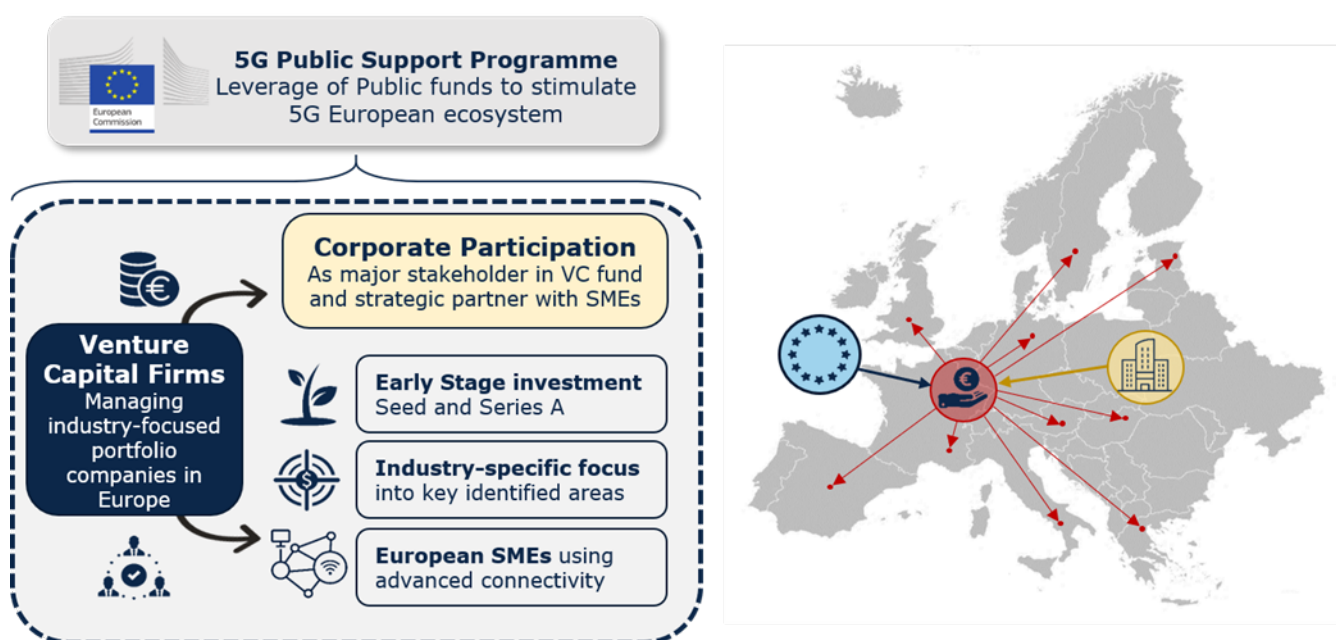 5G Public Support Programme
Leverage of Public funds to stimulate
5G European ecosystem
European
Commission
Corporate Participation
As major stakeholder in VC fund
and strategic partner with SMEs
Venture
Capital Firms
Managing
industry-focused
portfolio
companies in
Europe
Early Stage investment
Seed and Series A
Industry-specific focus
into key identified areas
European SMEs using
advanced connectivity